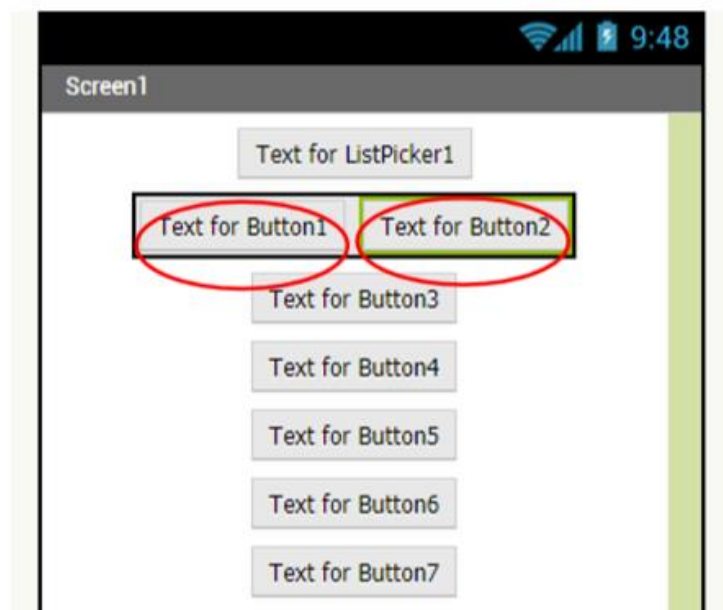 9:48
Screen1
Text for ListPicker1
Text for Button1 Text for Button2
Text for Button3
Text for Button4
Text for Button5
Text for Button6
Text for Button7